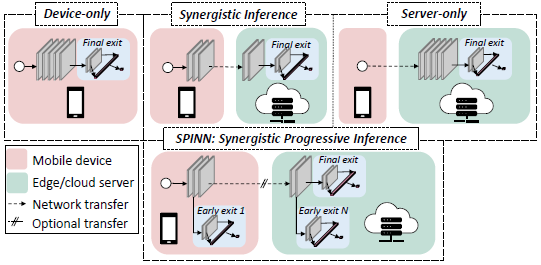 Device-only
Synergistic Inference
Server-only
Final exit
Final exit
Final exit
SPINN: Synergistic Progressive Inference
Mobile device
Edge/cloud server
Network transfer
Optional transfer
Final exit
Early exit 1
Early exit N